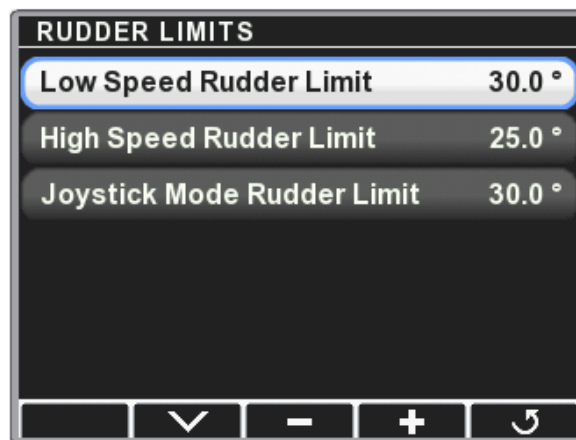 RUDDER LIMITS
Low Speed Rudder Limit 30.0 °
High Speed Rudder Limit 25.0 °
Joystick Mode Rudder Limit 30.0 °